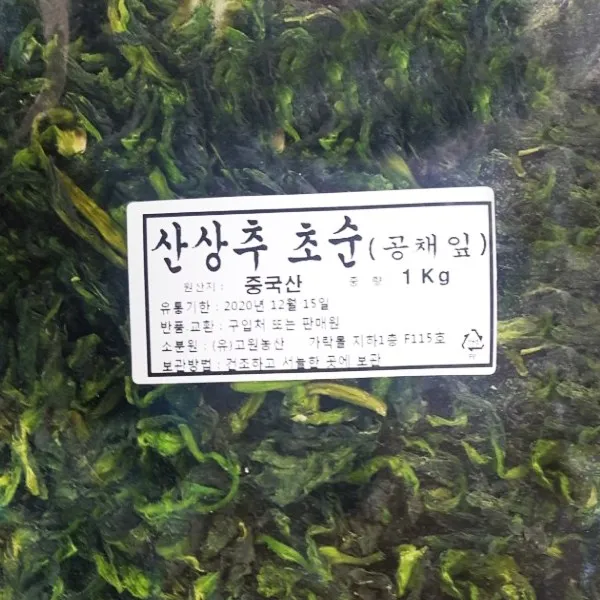 산상추 초순(공채잎)
원산지 : 중국산 중 량 1Kg
유통기한 : 2020년 12월 15일
반품.교환 : 구입처 또는 판매원
소분원 : (유)고원농산 가락몰 지하1층 F115호
보관방법 : 건조하고 서늘한 곳에 보관